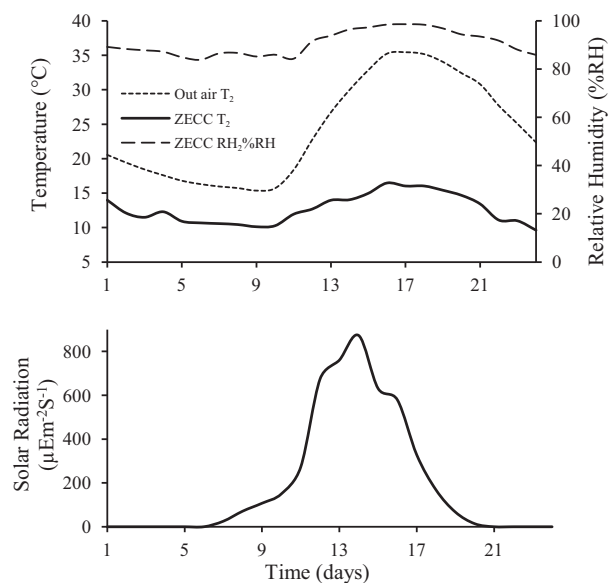 Temperature (°C)
40
35
30
25
20
15
10
5
Out air T₂
ZECC T₂
ZECC RH₂%RH
100
80
60
40
20
0
Relative Humidity (%RH)
1 5 9 13 17 21
Solar Radiation
(µEm-²S-¹)
800
600
400
200
0
1 5 9 13 17 21
Time (days)